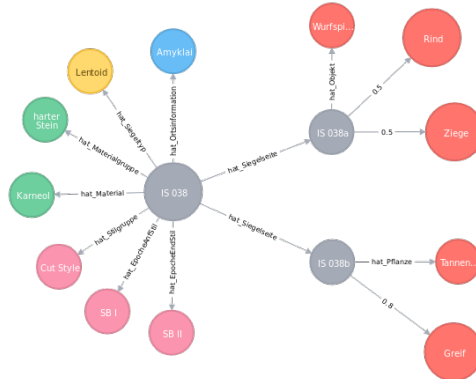 Wurfspi...
Rind
Amyklai
Lertoid
hat_Objekt
0.5
harter
Stein
hat_Siegeltyp
hat_Ortsinformation
IS 038a
0.5
Ziege
hat_Materialgruppe
hat_Siegelseite
Karneol
hat_Material
IS 038
hat_Stilgruppe
hat_Siegelseite
Cut Style
hat_EpocheAnfStil
hat_EpocheEndStil
IS 038b
hat_Pflanze
Tannen...
0.8
SB I
SB II
Greif